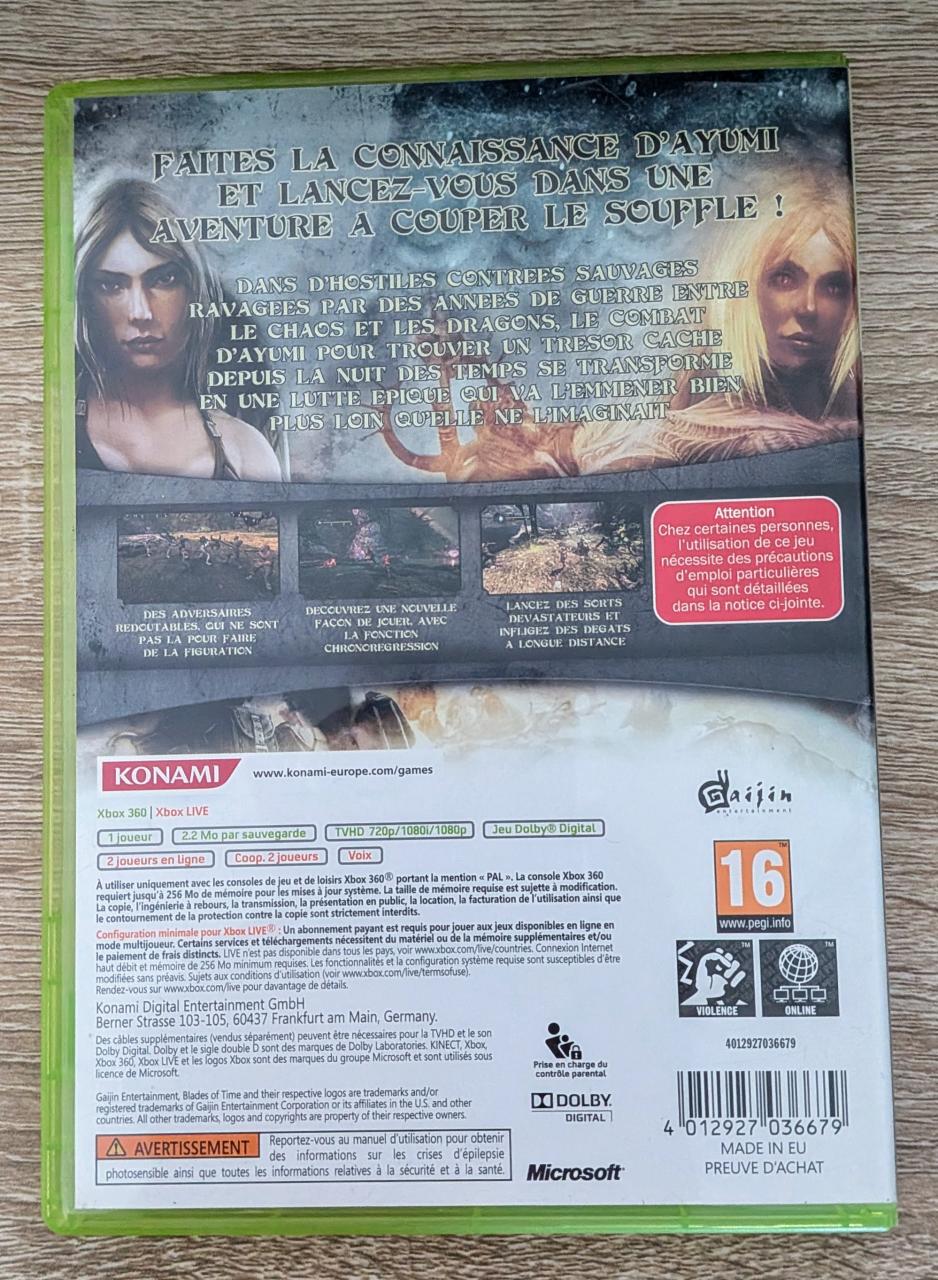 FAITES LA CONNAISSANCE D'AYUMI
ET LANCEZ-VOUS DANS UNE
AVENTURE A COUPER LE SOUFFLE !
DANS D'HOSTILES CONTREES SAUVAGES
RAVAGEES PAR DES ANNEES DE GUERRE ENTRE
LE CHAOS ET LES DRAGONS, LE COMBAT
D'AYUMI POUR TROUVER UN TRESOR CACHE
DEPUIS LA NUIT DES TEMPS SE TRANSFORME
EN UNE LUTTE EPIQUE QUI VA L'EMMENER BIEN
PLUS LOIN QU'ELLE NE L'IMAGINAIT.
DES ADVERSAIRES
REDOUTABLES, QUI NE SONT
PAS LA POUR FAIRE
DE LA FIGURATION
DECOUVREZ UNE NOUVELLE
FAÇON DE JOUER, AVEC
LA FONCTION
CHRONOREGRESSION
LANCEZ DES SORTS
DEVASTATEURS ET
INFLIGEZ DES DEGATS
A LONGUE DISTANCE
Attention
Chez certaines personnes,
l'utilisation de ce jeu
nécessite des précautions
d'emploi particulières
qui sont détaillées
dans la notice ci-jointe.
KONAMI
www.konami-europe.com/games
Gaijin
entertainment
Xbox 360 | Xbox LIVE
1 joueur
2.2 Mo par sauvegarde
TVHD 720p/1080i/1080p
Jeu Dolby® Digital
2 joueurs en ligne
Coop. 2 joueurs
Voix
À utiliser uniquement avec les consoles de jeu et de loisirs Xbox 360® portant la mention « PAL ». La console Xbox 360
requiert jusqu'à 256 Mo de mémoire pour les mises à jour système. La taille de mémoire requise est sujette à modification.
La copie, l'ingénierie à rebours, la transmission, la présentation en public, la location, la facturation de l'utilisation ainsi que
le contournement de la protection contre la copie sont strictement interdits.
Configuration minimale pour Xbox LIVE® : Un abonnement payant est requis pour jouer aux jeux disponibles en ligne en
mode multijoueur. Certains services et téléchargements nécessitent du matériel ou de la mémoire supplémentaires et/ou
le paiement de frais distincts. LIVE n'est pas disponible dans tous les pays, voir www.xbox.com/live/countries. Connexion Internet
haut débit et mémoire de 256 Mo minimum requises. Les fonctionnalités et la configuration système requise sont susceptibles d'être
modifiées sans préavis. Sujets aux conditions d'utilisation (voir www.xbox.com/live/termsofuse).
Rendez-vous sur www.xbox.com/live pour davantage de détails.
Konami Digital Entertainment GmbH
Berner Strasse 103-105, 60437 Frankfurt am Main, Germany.
* Des câbles supplémentaires (vendus séparément) peuvent être nécessaires pour la TVHD et le son
Dolby Digital. Dolby et le sigle double D sont des marques de Dolby Laboratories. KINECT, Xbox,
Xbox 360, Xbox LIVE et les logos Xbox sont des marques du groupe Microsoft et sont utilisés sous
licence de Microsoft.
Gaijin Entertainment, Blades of Time and their respective logos are trademarks and/or
registered trademarks of Gaijin Entertainment Corporation or its affiliates in the U.S. and other
countries. All other trademarks, logos and copyrights are property of their respective owners.
AVERTISSEMENT
Reportez-vous au manuel d'utilisation pour obtenir
des informations sur les crises d'épilepsie
photosensible ainsi que toutes les informations relatives à la sécurité et à la santé.
Prise en charge du
contrôle parental
DOLBY
DIGITAL
Microsoft®
16
TM
www.pegi.info
TM
VIOLENCE
TM
ONLINE
4012927036679
4 012927 036679
MADE IN EU
PREUVE D'ACHAT